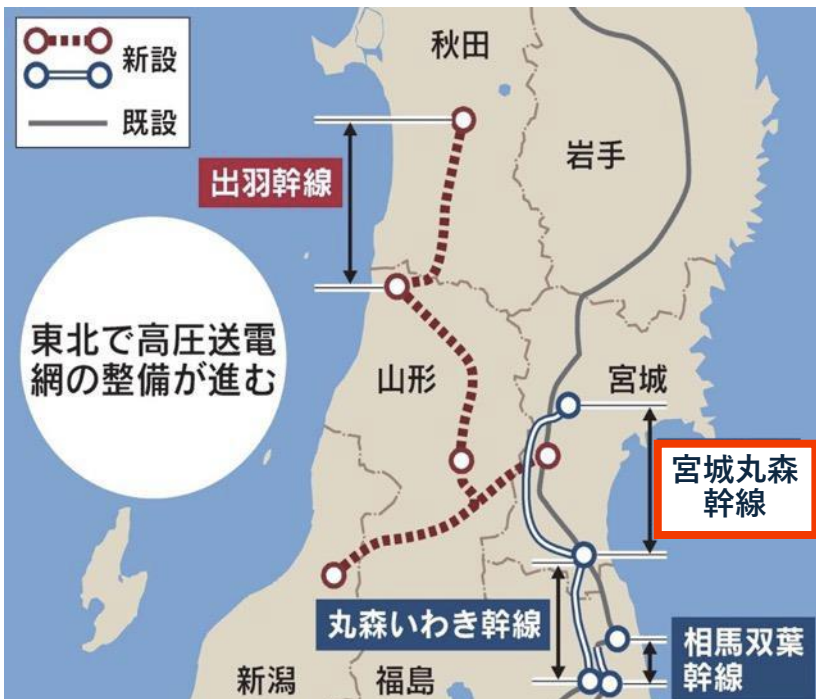 新設
既設
秋田
岩手
出羽幹線
東北で高圧送電
網の整備が進む
山形
宮城
宮城丸森
幹線
丸森いわき幹線
相馬双葉
幹線
新潟
福島